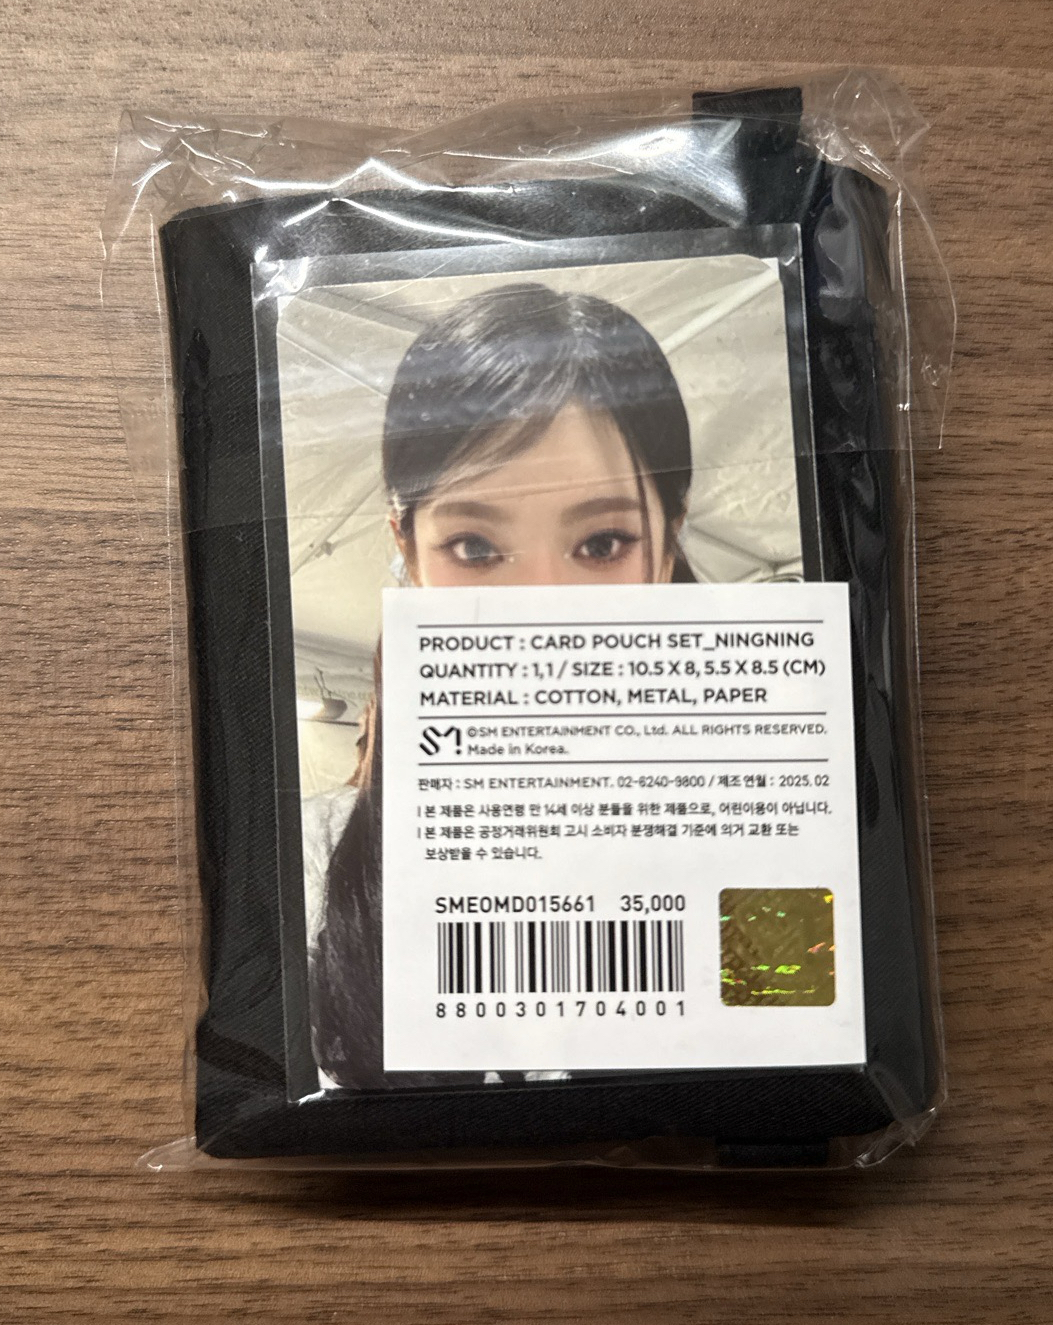 PRODUCT : CARD POUCH SET_NINGNING
QUANTITY : 1,1 / SIZE : 10.5 X 8, 5.5 X 8.5 (CM)
MATERIAL : COTTON, METAL, PAPER
SM ©SM ENTERTAINMENT CO., Ltd. ALL RIGHTS RESERVED.
Made in Korea.
판매자 : SM ENTERTAINMENT. 02-6240-9800 / 제조연월 : 2025. 02
| 본 제품은 사용연령 만 14세 이상 분들을 위한 제품으로, 어린이용이 아닙니다.
| 본 제품은 공정거래위원회 고시 소비자 분쟁해결 기준에 의거 교환 또는
보상받을 수 있습니다.
SMEOMD015661 35,000
8800301704001